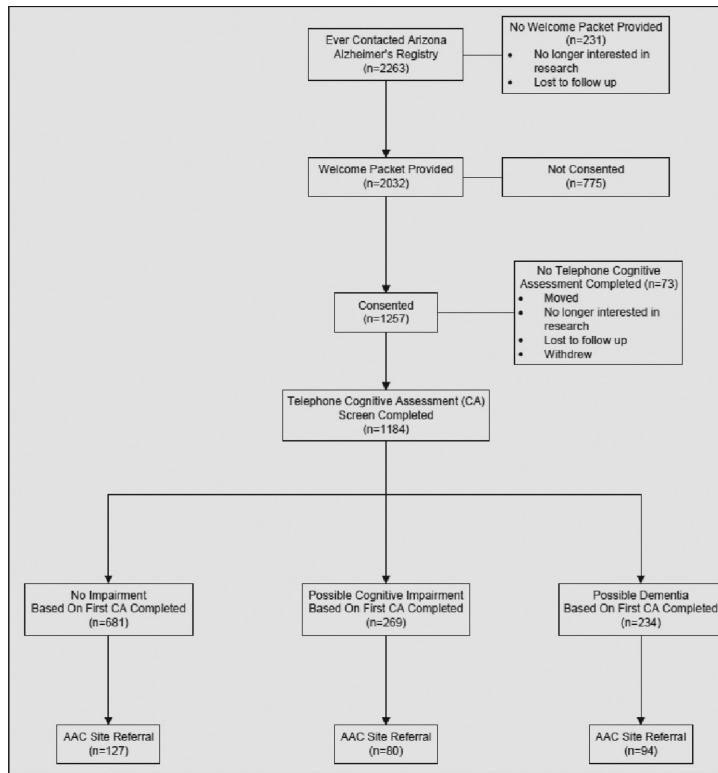 Ever Contacted Arizona
Alzheimer's Registry
(n=2263)
No Welcome Packet Provided
(n=231)
• No longer interested in
research
• Lost to follow up
Welcome Packet Provided
(n=2032)
Not Consented
(n=775)
Consented
(n=1257)
No Telephone Cognitive
Assessment Completed (n=73)
• Moved
• No longer interested in
research
• Lost to follow up
• Withdrew
Telephone Cognitive Assessment (CA)
Screen Completed
(n=1184)
No Impairment
Based On First CA Completed
(n=681)
Possible Cognitive Impairment
Based On First CA Completed
(n=269)
Possible Dementia
Based On First CA Completed
(n=234)
AAC Site Referral
(n=127)
AAC Site Referral
(n=80)
AAC Site Referral
(n=94)